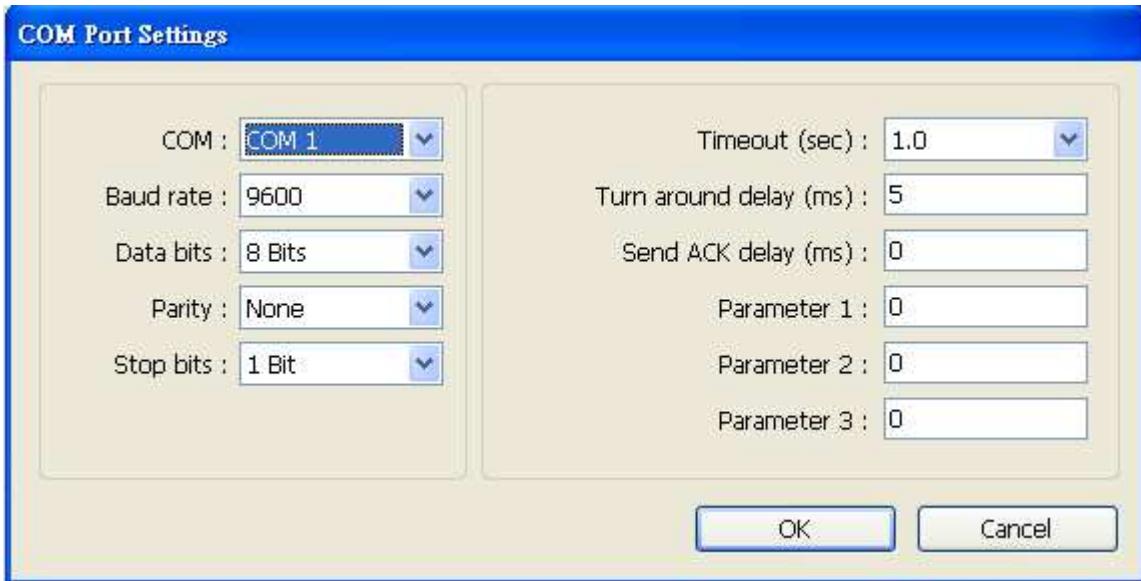 COM Port Settings
COM : COM 1
Baud rate : 9600
Data bits : 8 Bits
Parity : None
Stop bits : 1 Bit
Timeout (sec) : 1.0
Turn around delay (ms) : 5
Send ACK delay (ms) : 0
Parameter 1 : 0
Parameter 2 : 0
Parameter 3 : 0
OK
Cancel